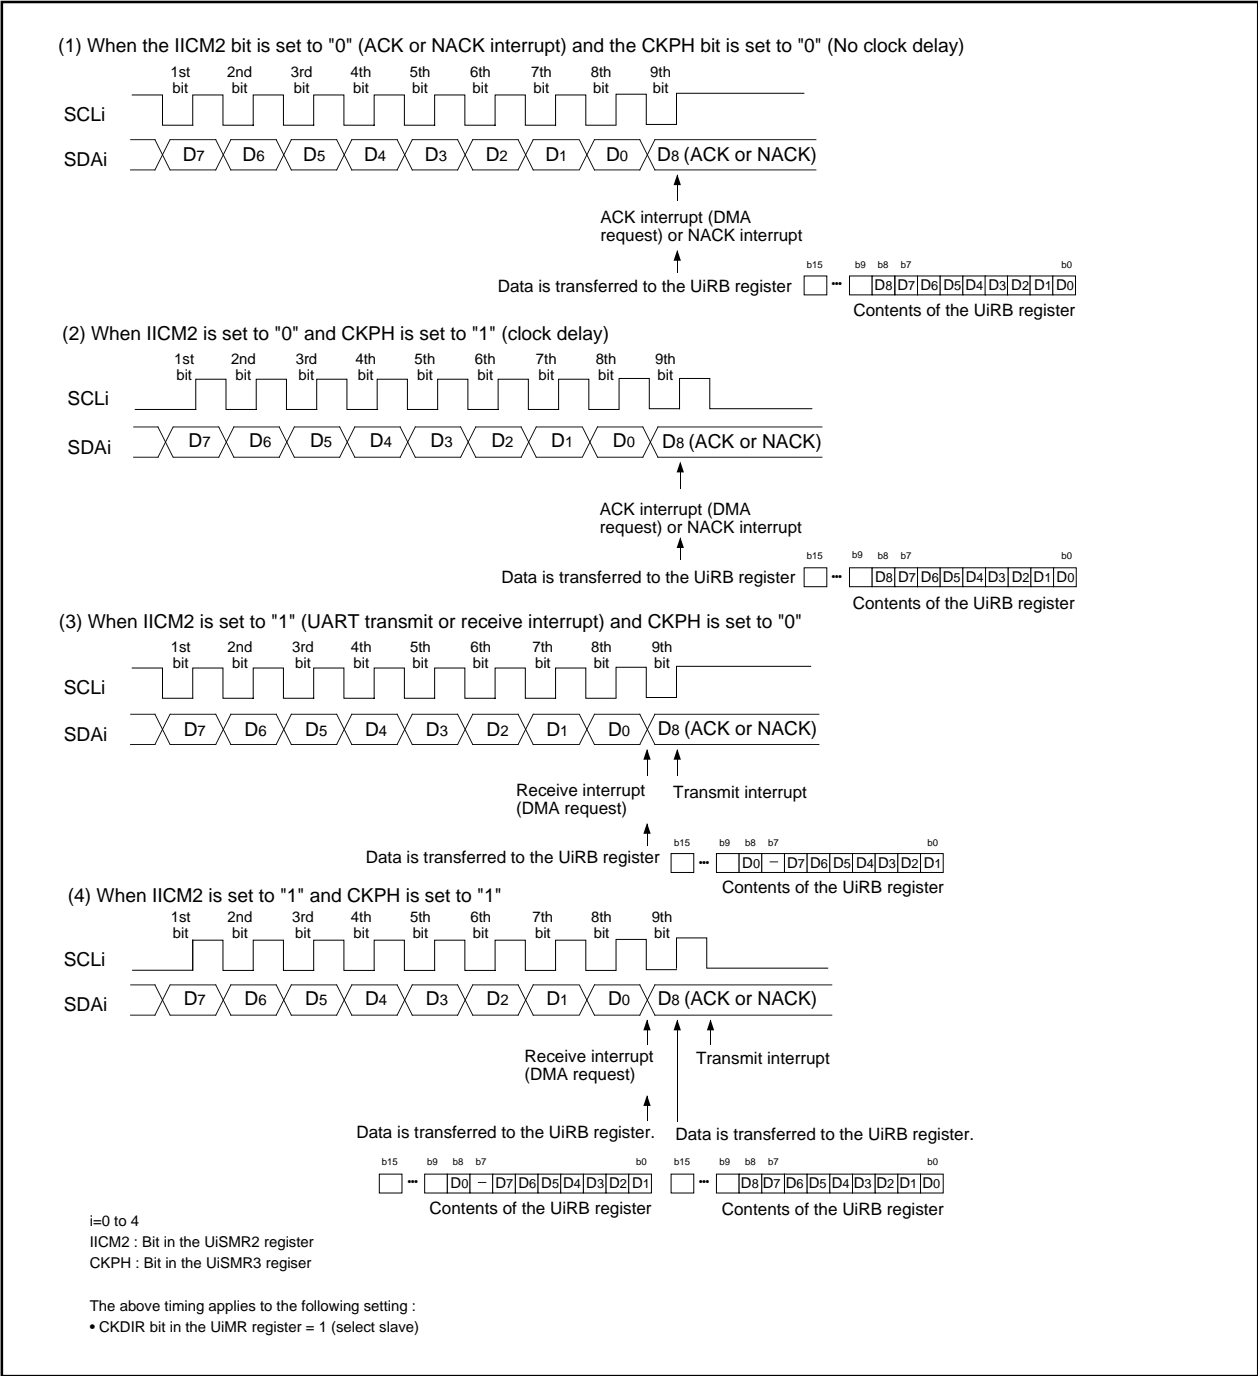 (1) When the IICM2 bit is set to "0" (ACK or NACK interrupt) and the CKPH bit is set to "0" (No clock delay)
1st bit 2nd bit 3rd bit 4th bit 5th bit 6th bit 7th bit 8th bit 9th bit
SCLi
SDAi D7 D6 D5 D4 D3 D2 D1 D0 D8 (ACK or NACK)
ACK interrupt (DMA
request) or NACK interrupt
b15 b9 b8 b7 b0
Data is transferred to the UiRB register ••• D8 D7 D6 D5 D4 D3 D2 D1 D0
Contents of the UiRB register
(2) When IICM2 is set to "0" and CKPH is set to "1" (clock delay)
1st bit 2nd bit 3rd bit 4th bit 5th bit 6th bit 7th bit 8th bit 9th bit
SCLi
SDAi D7 D6 D5 D4 D3 D2 D1 D0 D8 (ACK or NACK)
ACK interrupt (DMA
request) or NACK interrupt
b15 b9 b8 b7 b0
Data is transferred to the UiRB register ••• D8 D7 D6 D5 D4 D3 D2 D1 D0
Contents of the UiRB register
(3) When IICM2 is set to "1" (UART transmit or receive interrupt) and CKPH is set to "0"
1st bit 2nd bit 3rd bit 4th bit 5th bit 6th bit 7th bit 8th bit 9th bit
SCLi
SDAi D7 D6 D5 D4 D3 D2 D1 D0 D8 (ACK or NACK)
Receive interrupt Transmit interrupt
(DMA request)
b15 b9 b8 b7 b0
Data is transferred to the UiRB register ••• D0 – D7 D6 D5 D4 D3 D2 D1
Contents of the UiRB register
(4) When IICM2 is set to "1" and CKPH is set to "1"
1st bit 2nd bit 3rd bit 4th bit 5th bit 6th bit 7th bit 8th bit 9th bit
SCLi
SDAi D7 D6 D5 D4 D3 D2 D1 D0 D8 (ACK or NACK)
Receive interrupt Transmit interrupt
(DMA request)
Data is transferred to the UiRB register. Data is transferred to the UiRB register.
b15 b9 b8 b7 b0 b15 b9 b8 b7 b0
••• D0 – D7 D6 D5 D4 D3 D2 D1 ••• D8 D7 D6 D5 D4 D3 D2 D1 D0
Contents of the UiRB register Contents of the UiRB register
i=0 to 4
IICM2 : Bit in the UiSMR2 register
CKPH : Bit in the UiSMR3 regiser
The above timing applies to the following setting :
• CKDIR bit in the UiMR register = 1 (select slave)